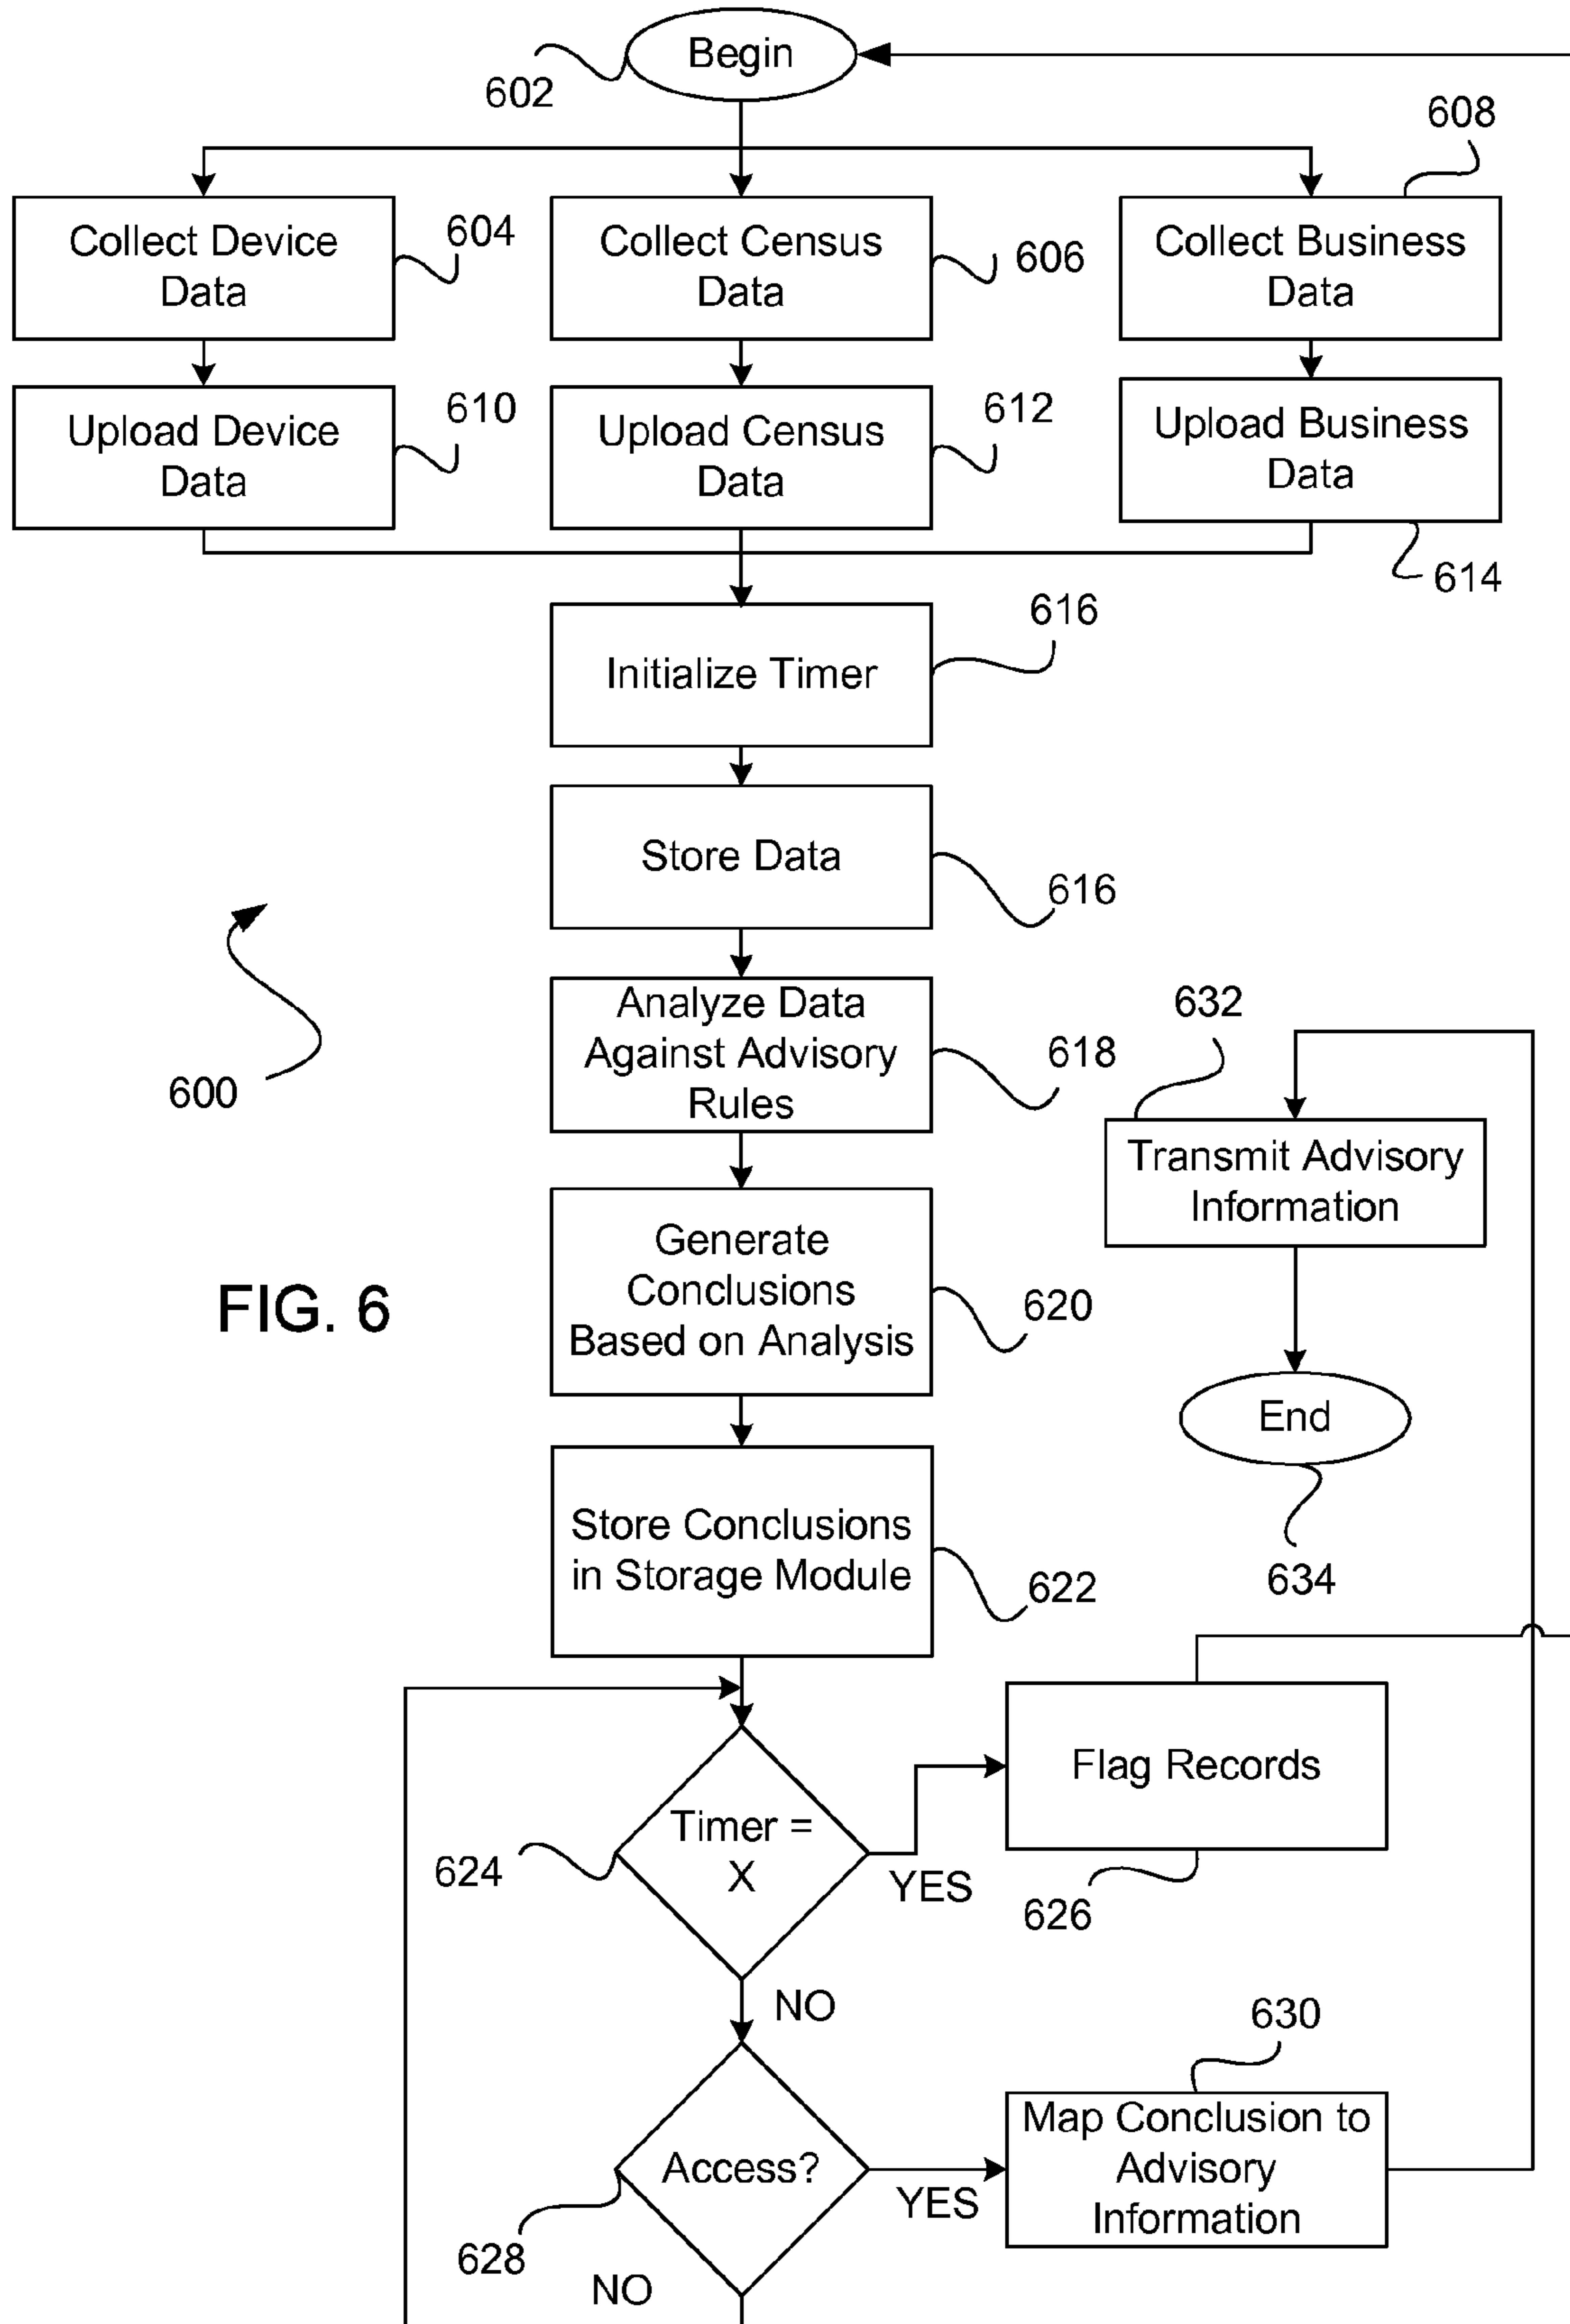 Begin
602
608
Collect Device
Data
604
Collect Census
Data
606
Collect Business
Data
Upload Device
Data
610
Upload Census
Data
612
Upload Business
Data
614
Initialize Timer
616
Store Data
616
Analyze Data
Against Advisory
Rules
618
600
632
Transmit Advisory
Information
Generate
Conclusions
Based on Analysis
620
FIG. 6
End
634
Store Conclusions
in Storage Module
622
Timer =
X
624
YES
Flag Records
626
NO
630
Access?
628
YES
Map Conclusion to
Advisory
Information
NO